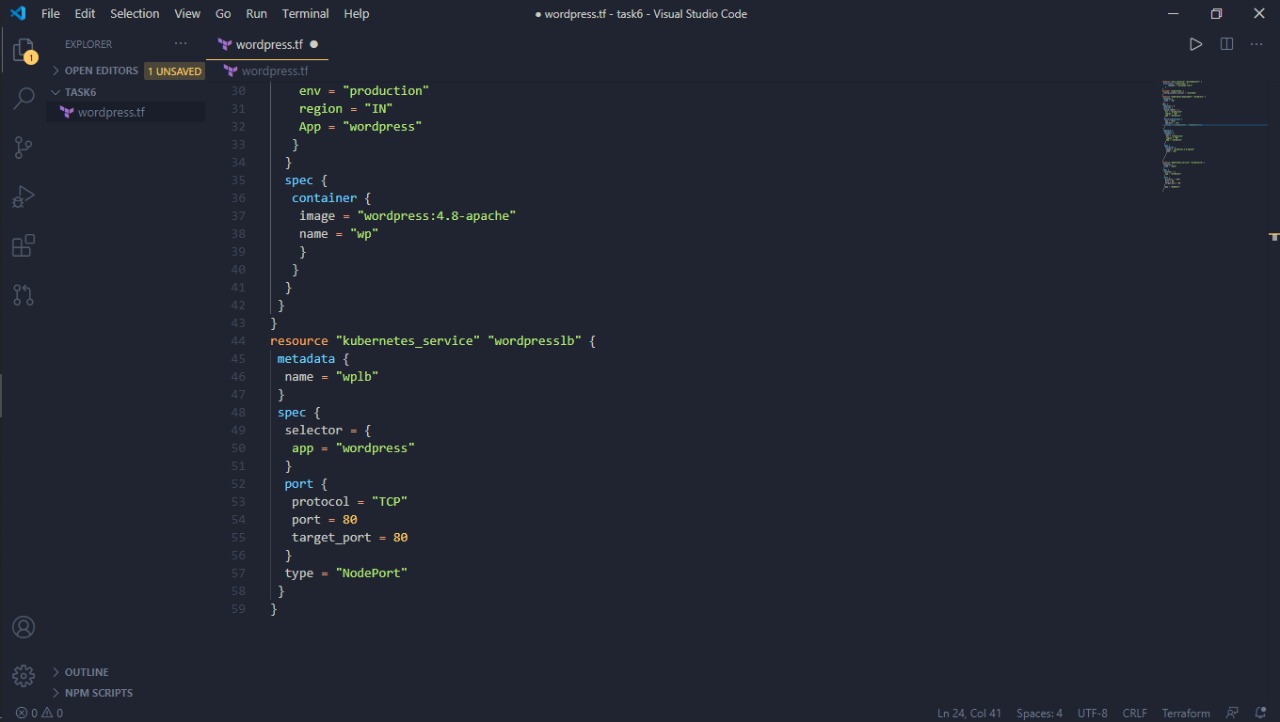 File Edit Selection View Go Run Terminal Help
● wordpress.tf - task6 - Visual Studio Code
EXPLORER ···
wordpress.tf ●
1
OPEN EDITORS 1 UNSAVED
wordpress.tf
TASK6
wordpress.tf
30 env = "production"
31 region = "IN"
32 App = "wordpress"
33 }
34 }
35 spec {
36 container {
37 image = "wordpress:4.8-apache"
38 name = "wp"
39 }
40 }
41 }
42 }
43 }
44 resource "kubernetes_service" "wordpresslb" {
45 metadata {
46 name = "wplb"
47 }
48 spec {
49 selector = {
50 app = "wordpress"
51 }
52 port {
53 protocol = "TCP"
54 port = 80
55 target_port = 80
56 }
57 type = "NodePort"
58 }
59 }
OUTLINE
NPM SCRIPTS
0 0 Ln 24, Col 41 Spaces: 4 UTF-8 CRLF Terraform